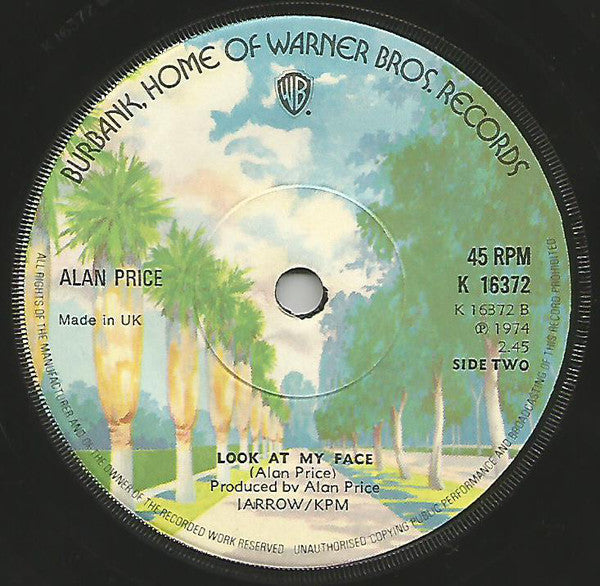 K 16372 B
BURBANK, HOME OF WARNER BROS. RECORDS
WB
ALAN PRICE
Made in UK
45 RPM
K 16372
K 16372 B
Ⓟ 1974
2.45
SIDE TWO
LOOK AT MY FACE
(Alan Price)
Produced by Alan Price
JARROW/KPM
ALL RIGHTS OF THE MANUFACTURER AND OF THE OWNER OF THE RECORDED WORK RESERVED UNAUTHORISED COPYING PUBLIC PERFORMANCE AND BROADCASTING OF THIS RECORD PROHIBITED